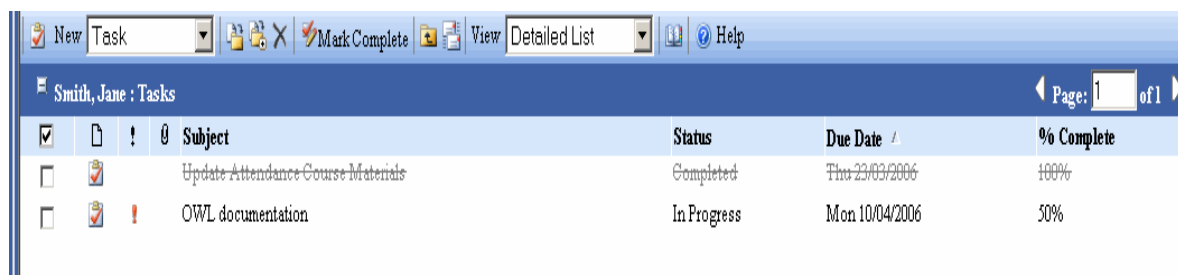 New Task Mark Complete View Detailed List Help
Smith, Jane : Tasks Page: 1 of 1
! Subject Status Due Date % Complete
Update Attendance Course Materials Completed Thu 23/03/2006 100%
! OWL documentation In Progress Mon 10/04/2006 50%